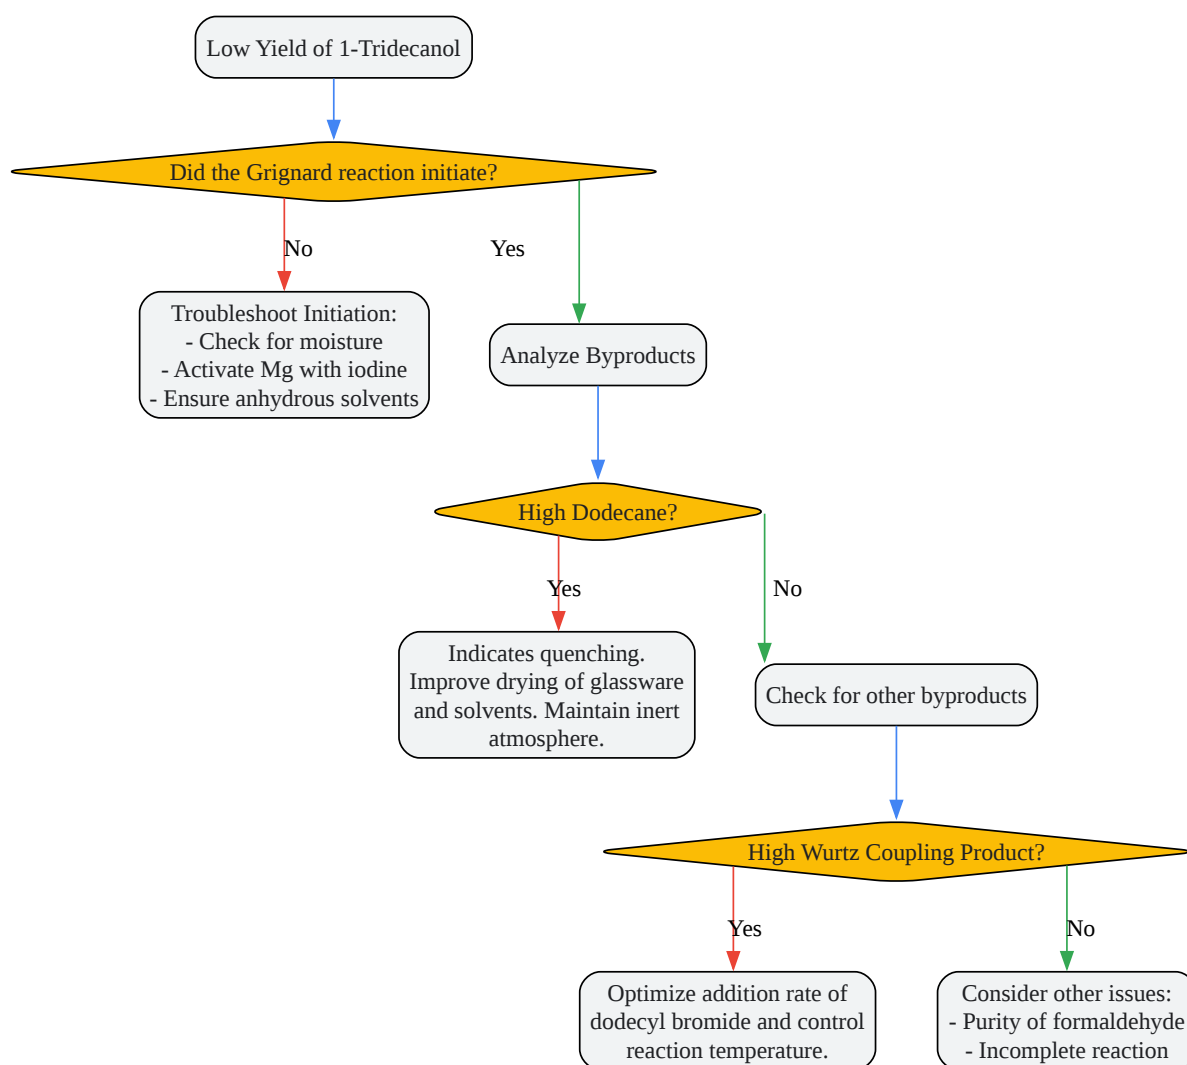 Low Yield of 1-Tridecanol
Did the Grignard reaction initiate?
No
Yes
Troubleshoot Initiation:
- Check for moisture
- Activate Mg with iodine
- Ensure anhydrous solvents
Analyze Byproducts
High Dodecane?
Yes
No
Indicates quenching.
Improve drying of glassware
and solvents. Maintain inert
atmosphere.
Check for other byproducts
High Wurtz Coupling Product?
Yes
No
Optimize addition rate of
dodecyl bromide and control
reaction temperature.
Consider other issues:
- Purity of formaldehyde
- Incomplete reaction